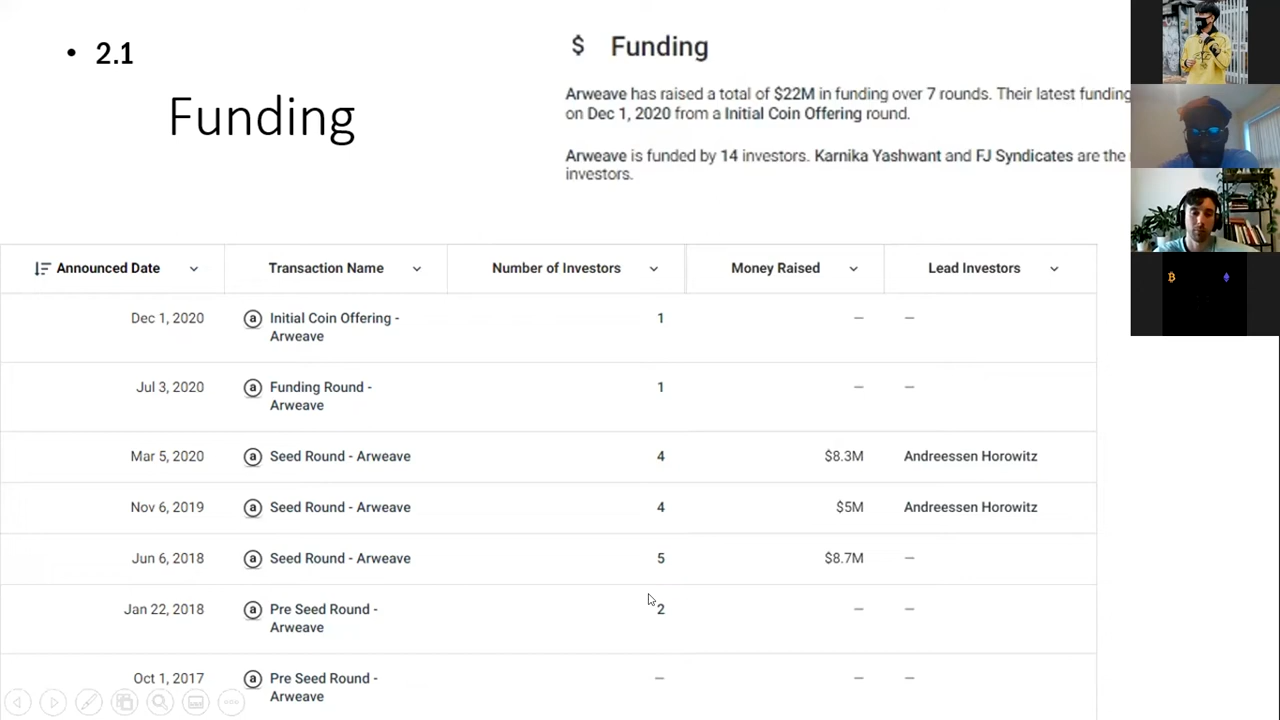 • 2.1
Funding
$ Funding
Arweave has raised a total of $22M in funding over 7 rounds. Their latest funding
on Dec 1, 2020 from a Initial Coin Offering round.
Arweave is funded by 14 investors. Karnika Yashwant and FJ Syndicates are the
investors.
Announced Date Transaction Name Number of Investors Money Raised Lead Investors
Dec 1, 2020 a Initial Coin Offering - 1 — —
Arweave
Jul 3, 2020 a Funding Round - 1 — —
Arweave
Mar 5, 2020 a Seed Round - Arweave 4 $8.3M Andreessen Horowitz
Nov 6, 2019 a Seed Round - Arweave 4 $5M Andreessen Horowitz
Jun 6, 2018 a Seed Round - Arweave 5 $8.7M —
Jan 22, 2018 a Pre Seed Round - 2 — —
Arweave
Oct 1, 2017 a Pre Seed Round - — — —
Arweave